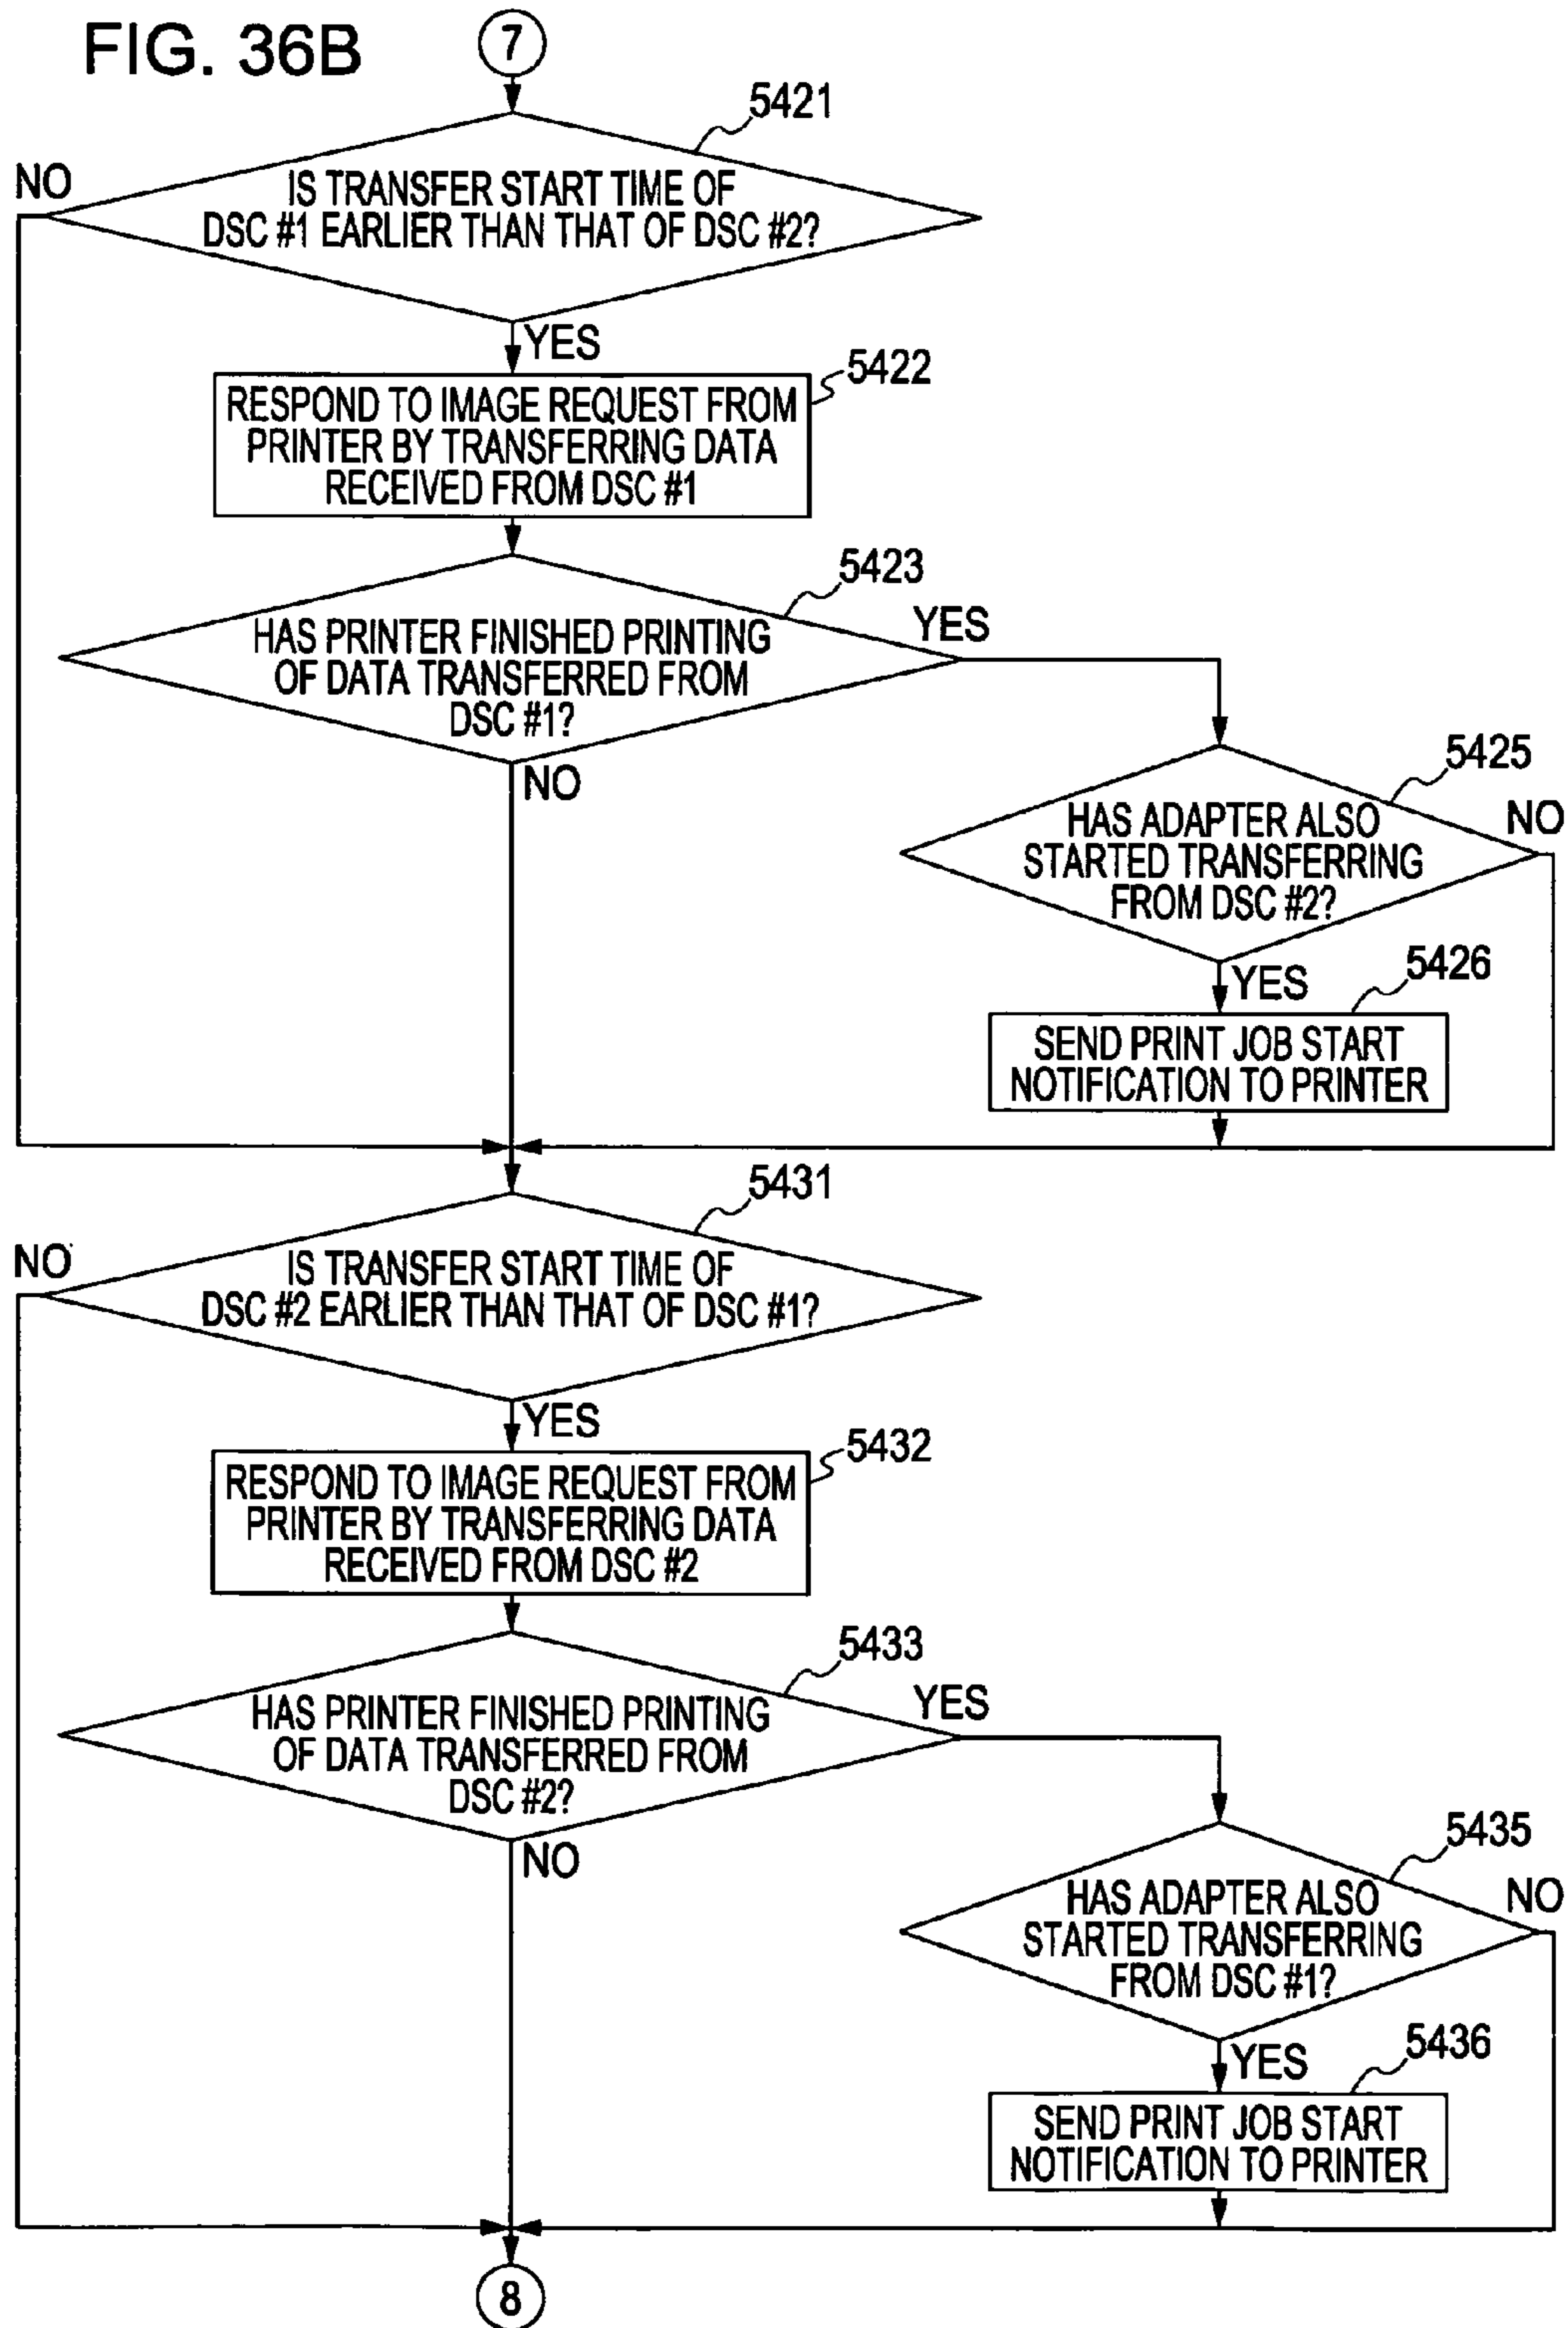 FIG. 36B
7
5421
NO
IS TRANSFER START TIME OF
DSC #1 EARLIER THAN THAT OF DSC #2?
YES
5422
RESPOND TO IMAGE REQUEST FROM
PRINTER BY TRANSFERRING DATA
RECEIVED FROM DSC #1
5423
YES
HAS PRINTER FINISHED PRINTING
OF DATA TRANSFERRED FROM
DSC #1?
NO
5425
NO
HAS ADAPTER ALSO
STARTED TRANSFERRING
FROM DSC #2?
YES
5426
SEND PRINT JOB START
NOTIFICATION TO PRINTER
5431
NO
IS TRANSFER START TIME OF
DSC #2 EARLIER THAN THAT OF DSC #1?
YES
5432
RESPOND TO IMAGE REQUEST FROM
PRINTER BY TRANSFERRING DATA
RECEIVED FROM DSC #2
5433
YES
HAS PRINTER FINISHED PRINTING
OF DATA TRANSFERRED FROM
DSC #2?
NO
5435
NO
HAS ADAPTER ALSO
STARTED TRANSFERRING
FROM DSC #1?
YES
5436
SEND PRINT JOB START
NOTIFICATION TO PRINTER
8